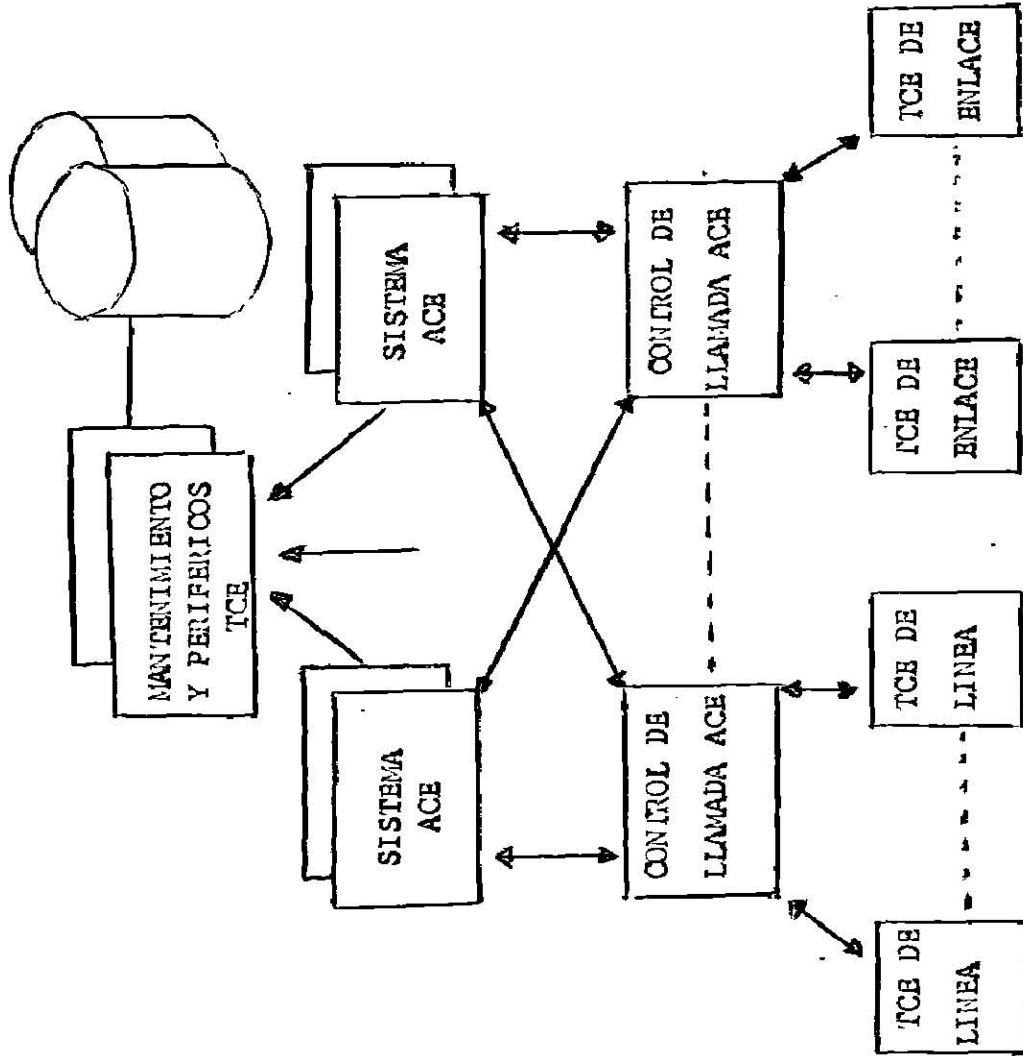 MANTENIMIENTO
Y PERIFERICOS
TCE
SISTEMA
ACE
SISTEMA
ACE
CONTROL DE
LLAMADA ACE
CONTROL DE
LLAMADA ACE
TCE DE
LINEA
TCE DE
LINEA
TCE DE
ENLACE
TCE DE
ENLACE